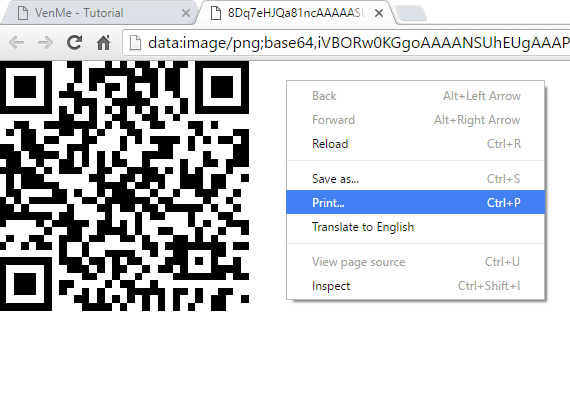 VenMe - Tutorial
8Dq7eHJQa81ncAAAAASU
data:image/png;base64,iVBORw0KGgoAAAANSUhEUgAAAP
Back Alt+Left Arrow
Forward Alt+Right Arrow
Reload Ctrl+R
Save as... Ctrl+S
Print... Ctrl+P
Translate to English
View page source Ctrl+U
Inspect Ctrl+Shift+I